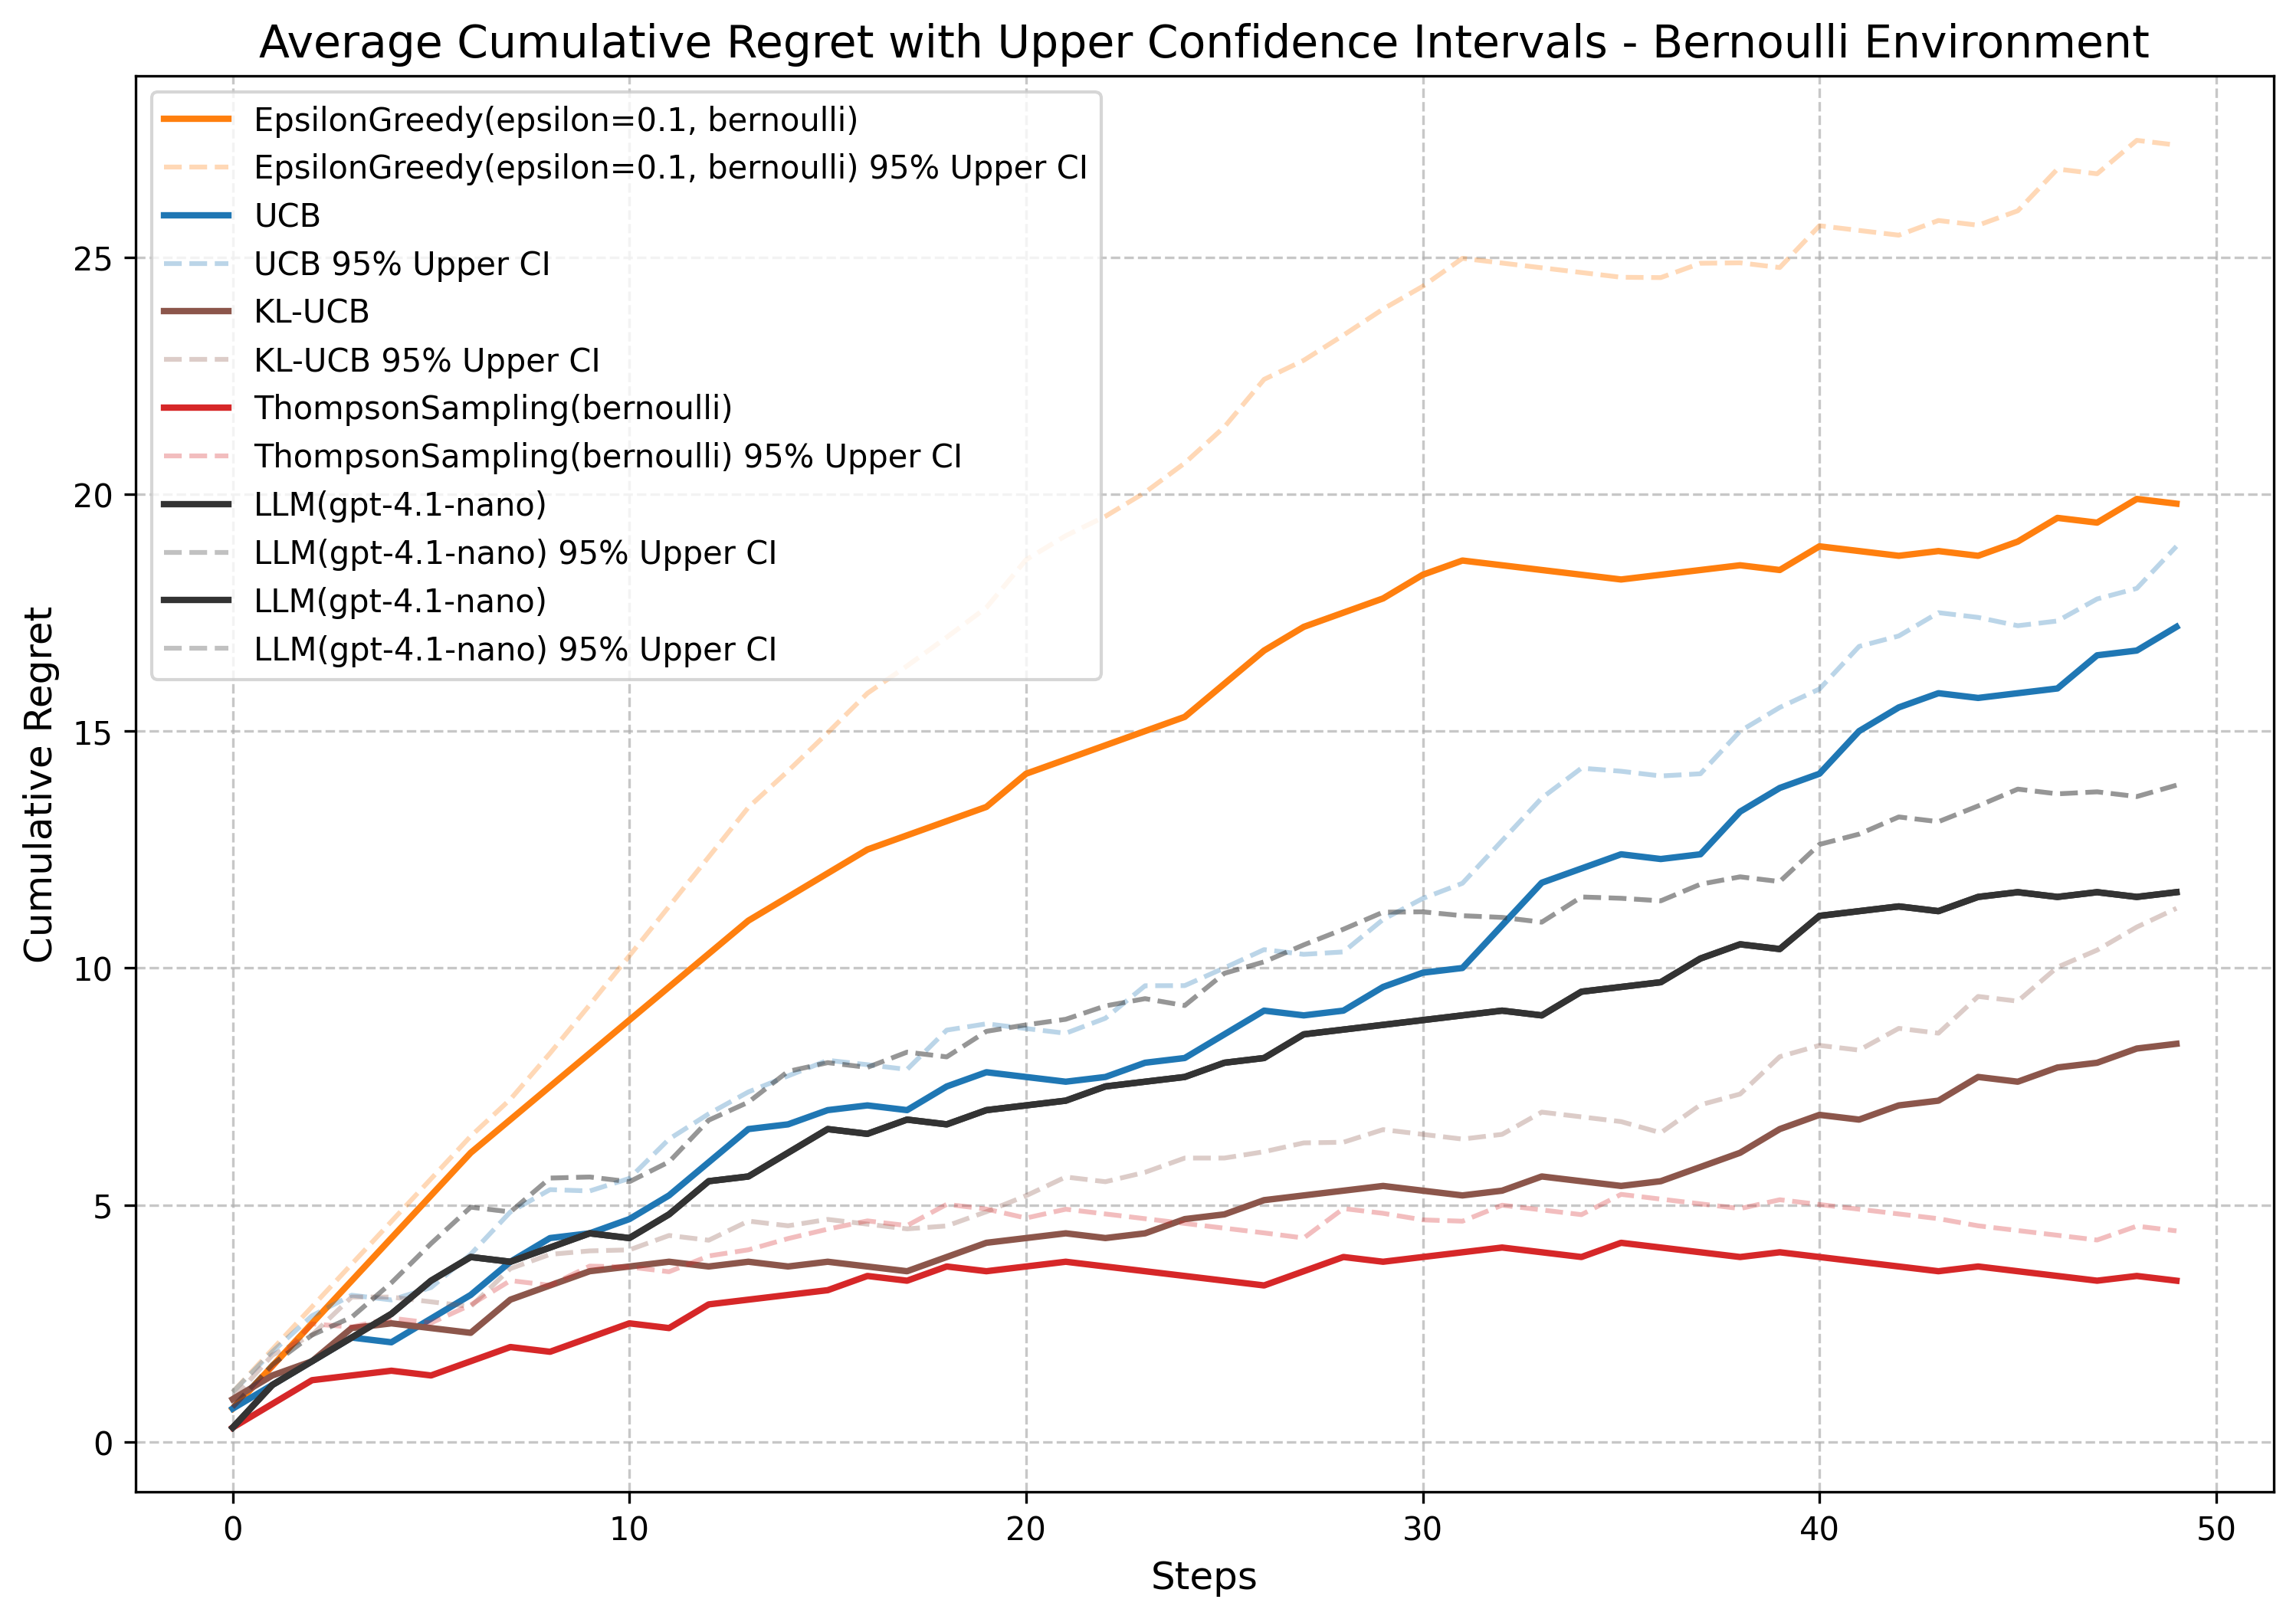 Average Cumulative Regret with Upper Confidence Intervals - Bernoulli Environment
EpsilonGreedy(epsilon=0.1, bernoulli)
EpsilonGreedy(epsilon=0.1, bernoulli) 95% Upper CI
UCB
UCB 95% Upper CI
KL-UCB
KL-UCB 95% Upper CI
ThompsonSampling(bernoulli)
ThompsonSampling(bernoulli) 95% Upper CI
LLM(gpt-4.1-nano)
LLM(gpt-4.1-nano) 95% Upper CI
LLM(gpt-4.1-nano)
LLM(gpt-4.1-nano) 95% Upper CI
Cumulative Regret
25
20
15
10
5
0
0 10 20 30 40 50
Steps